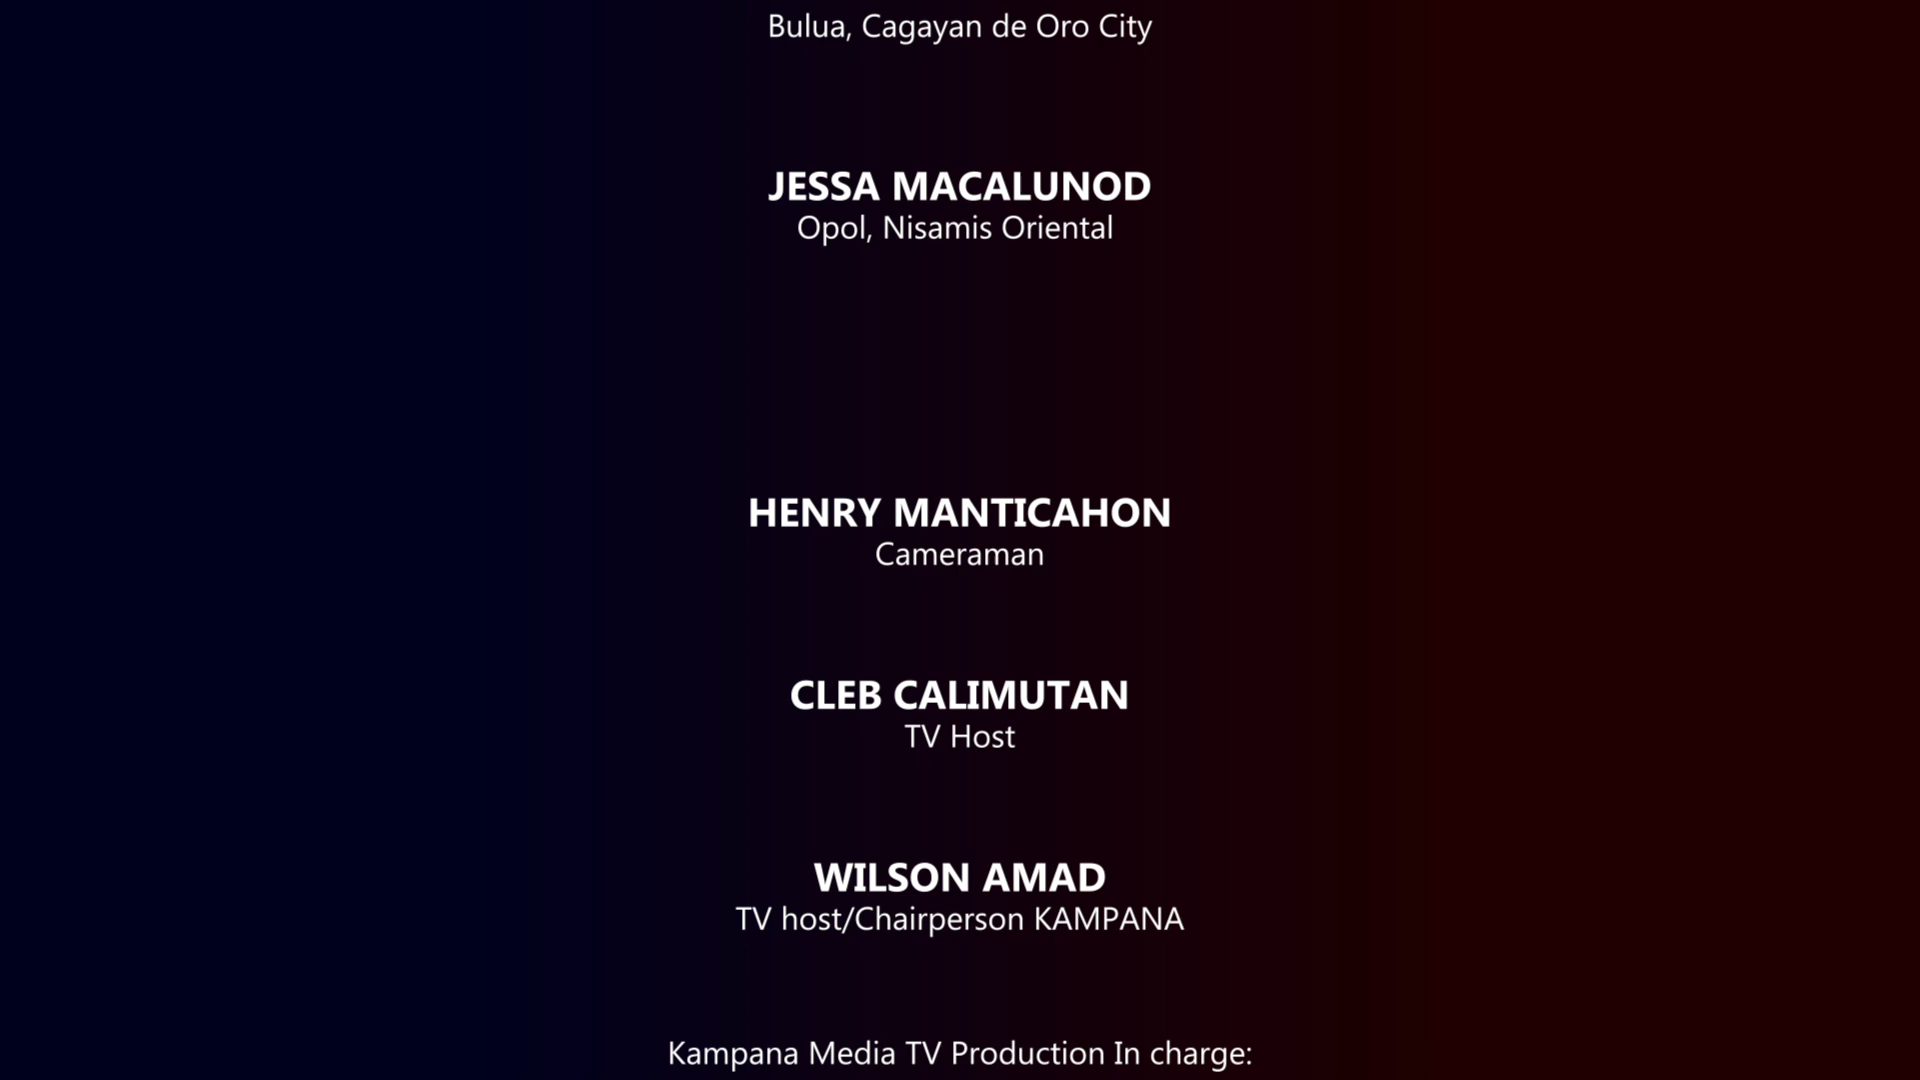 Bulua, Cagayan de Oro City
JESSA MACALUNOD
Opol, Nisamis Oriental
HENRY MANTICAHON
Cameraman
CLEB CALIMUTAN
TV Host
WILSON AMAD
TV host/Chairperson KAMPANA
Kampana Media TV Production In charge: